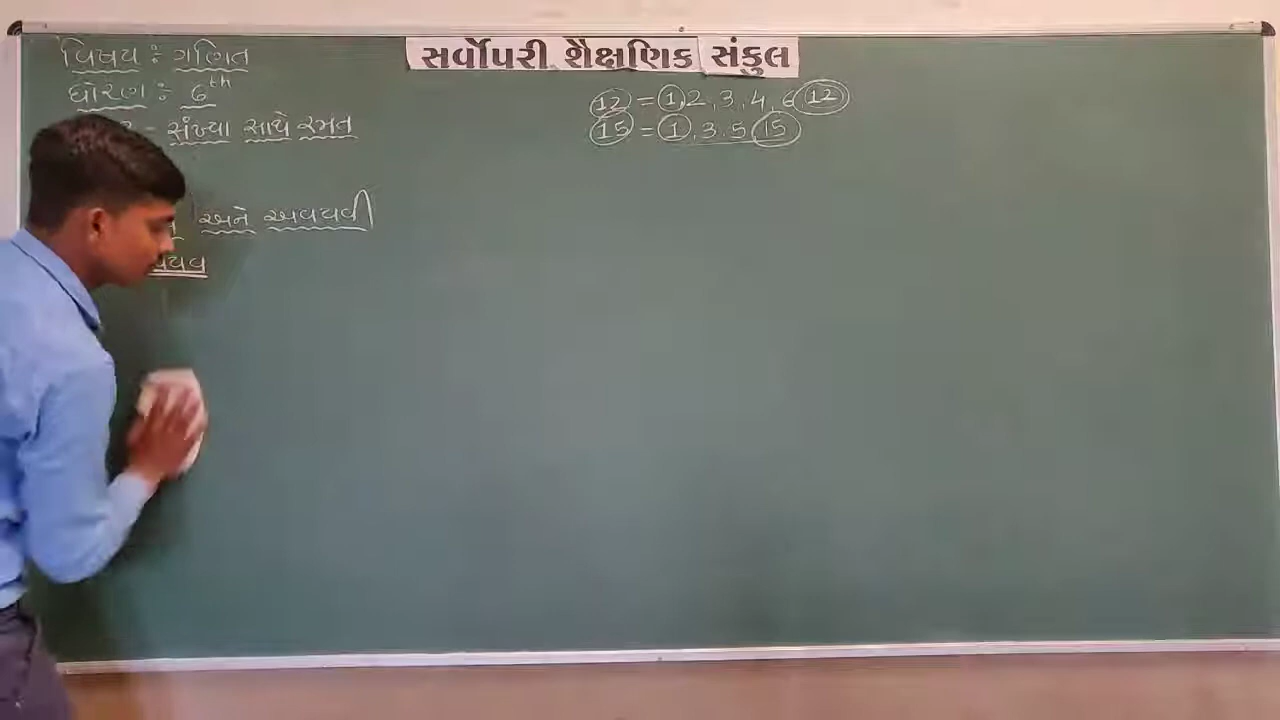 સર્વોપરી શૈક્ષણિક સંકુલ
વિષય : ગણિત
ધોરણ : 6th
- સંખ્યા સાથે રમત
અને અવયવી
12 = 1, 2, 3, 4, 6, 12
15 = 1, 3, 5, 15